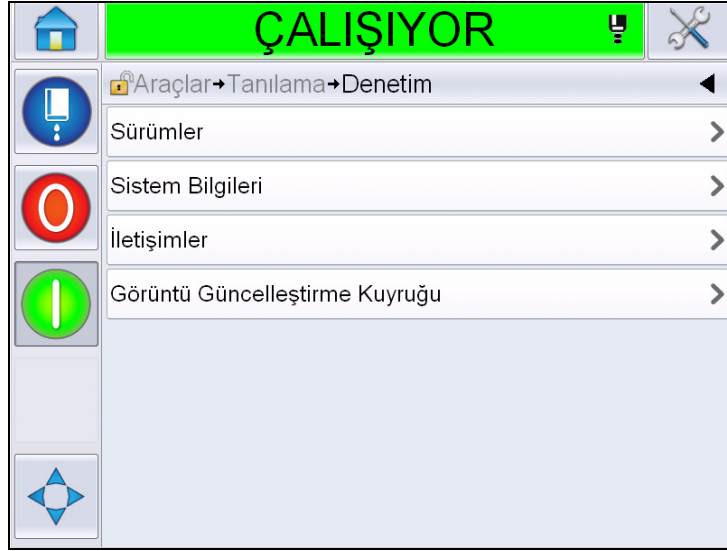 ÇALIŞIYOR
Araçlar→Tanılama→Denetim
Sürümler
Sistem Bilgileri
İletişimler
Görüntü Güncelleştirme Kuyruğu